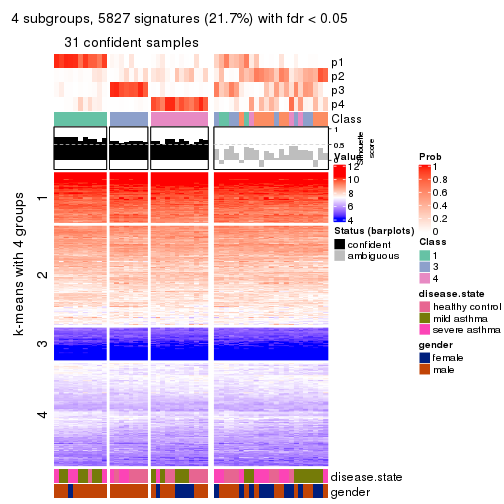 4 subgroups, 5827 signatures (21.7%) with fdr < 0.05
31 confident samples
p1
p2
p3
p4
Class
1
0.5
0
Silhouette
score
k-means with 4 groups
1
2
3
4
Value
12
10
8
6
4
Status (barplots)
confident
ambiguous
Prob
1
0.8
0.6
0.4
0.2
0
Class
1
3
4
disease.state
healthy control
mild asthma
severe asthma
gender
female
male
disease.state
gender